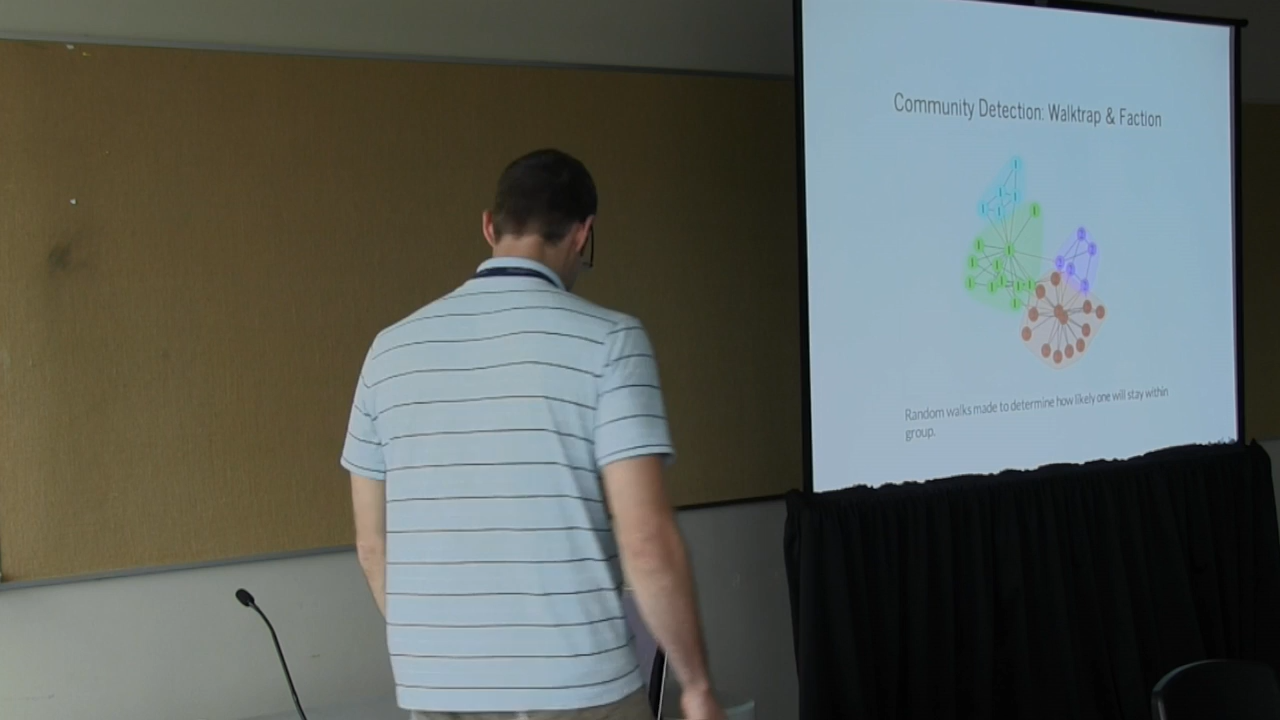 Community Detection: Walktrap & Faction
Random walks made to determine how likely one will stay within
group.